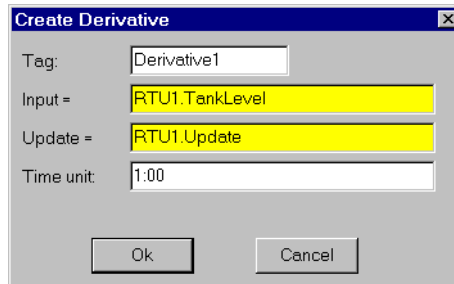 Create Derivative
Tag: Derivative1
Input = RTU1.TankLevel
Update = RTU1.Update
Time unit: 1:00
Ok Cancel